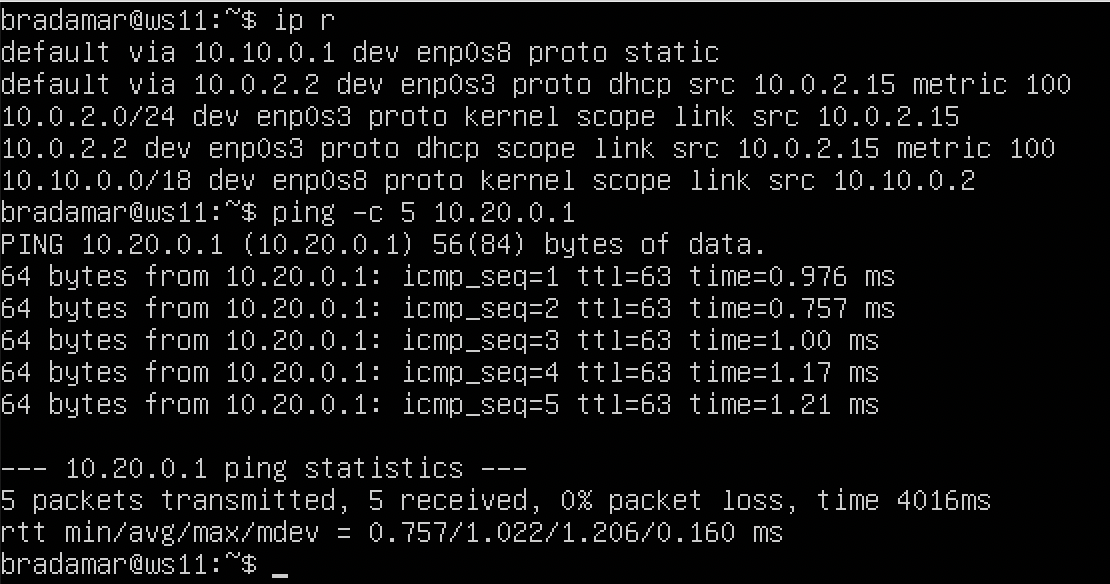 bradamar@ws11:~$ ip r
default via 10.10.0.1 dev enp0s8 proto static
default via 10.0.2.2 dev enp0s3 proto dhcp src 10.0.2.15 metric 100
10.0.2.0/24 dev enp0s3 proto kernel scope link src 10.0.2.15
10.0.2.2 dev enp0s3 proto dhcp scope link src 10.0.2.15 metric 100
10.10.0.0/18 dev enp0s8 proto kernel scope link src 10.10.0.2
bradamar@ws11:~$ ping -c 5 10.20.0.1
PING 10.20.0.1 (10.20.0.1) 56(84) bytes of data.
64 bytes from 10.20.0.1: icmp_seq=1 ttl=63 time=0.976 ms
64 bytes from 10.20.0.1: icmp_seq=2 ttl=63 time=0.757 ms
64 bytes from 10.20.0.1: icmp_seq=3 ttl=63 time=1.00 ms
64 bytes from 10.20.0.1: icmp_seq=4 ttl=63 time=1.17 ms
64 bytes from 10.20.0.1: icmp_seq=5 ttl=63 time=1.21 ms
--- 10.20.0.1 ping statistics ---
5 packets transmitted, 5 received, 0% packet loss, time 4016ms
rtt min/avg/max/mdev = 0.757/1.022/1.206/0.160 ms
bradamar@ws11:~$ _